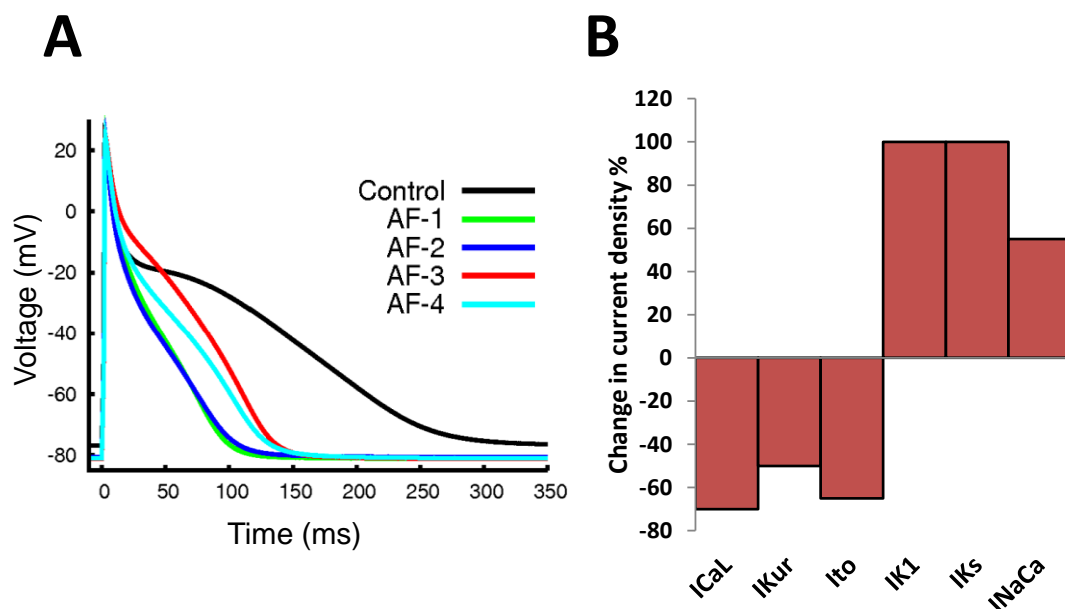 A
Voltage (mV)
20
0
-20
-40
-60
-80
Control
AF-1
AF-2
AF-3
AF-4
0 50 100 150 200 250 300 350
Time (ms)
B
Change in current density %
120
100
80
60
40
20
0
-20
-40
-60
-80
ICaL IKur Ito IK1 IKs INaCa